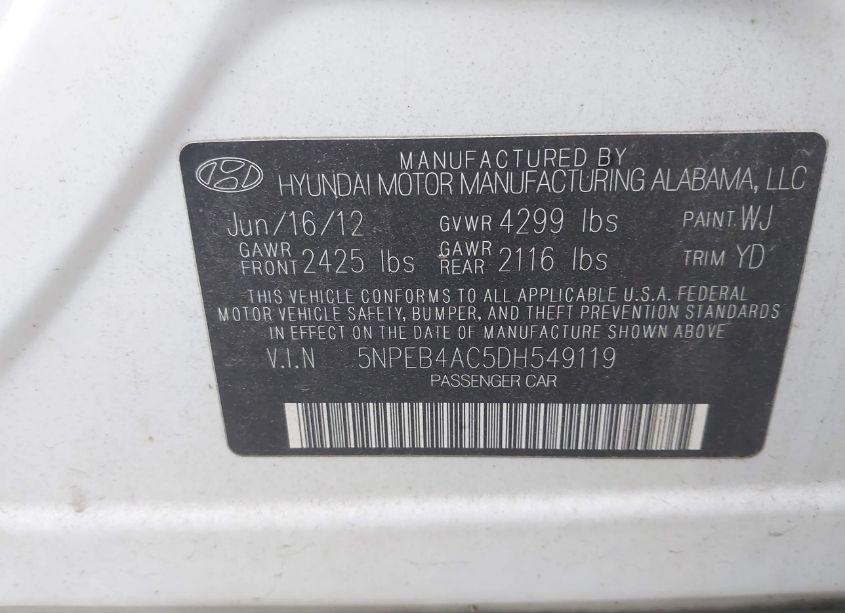 MANUFACTURED BY
HYUNDAI MOTOR MANUFACTURING ALABAMA, LLC
Jun/16/12 GVWR 4299 lbs PAINT WJ
GAWR FRONT 2425 lbs GAWR REAR 2116 lbs TRIM YD
THIS VEHICLE CONFORMS TO ALL APPLICABLE U.S.A. FEDERAL
MOTOR VEHICLE SAFETY, BUMPER, AND THEFT PREVENTION STANDARDS
IN EFFECT ON THE DATE OF MANUFACTURE SHOWN ABOVE
V.I.N 5NPEB4AC5DH549119
PASSENGER CAR